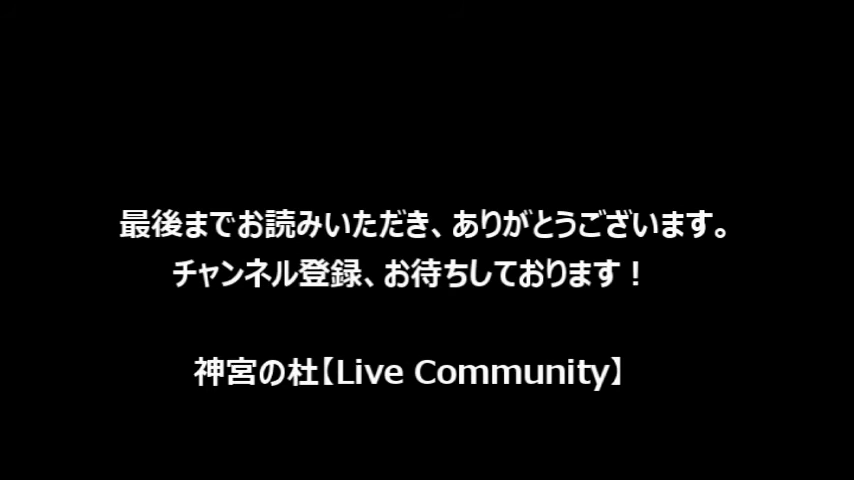 最後までお読みいただき、ありがとうございます。
チャンネル登録、お待ちしております！
神宮の杜【Live Community】